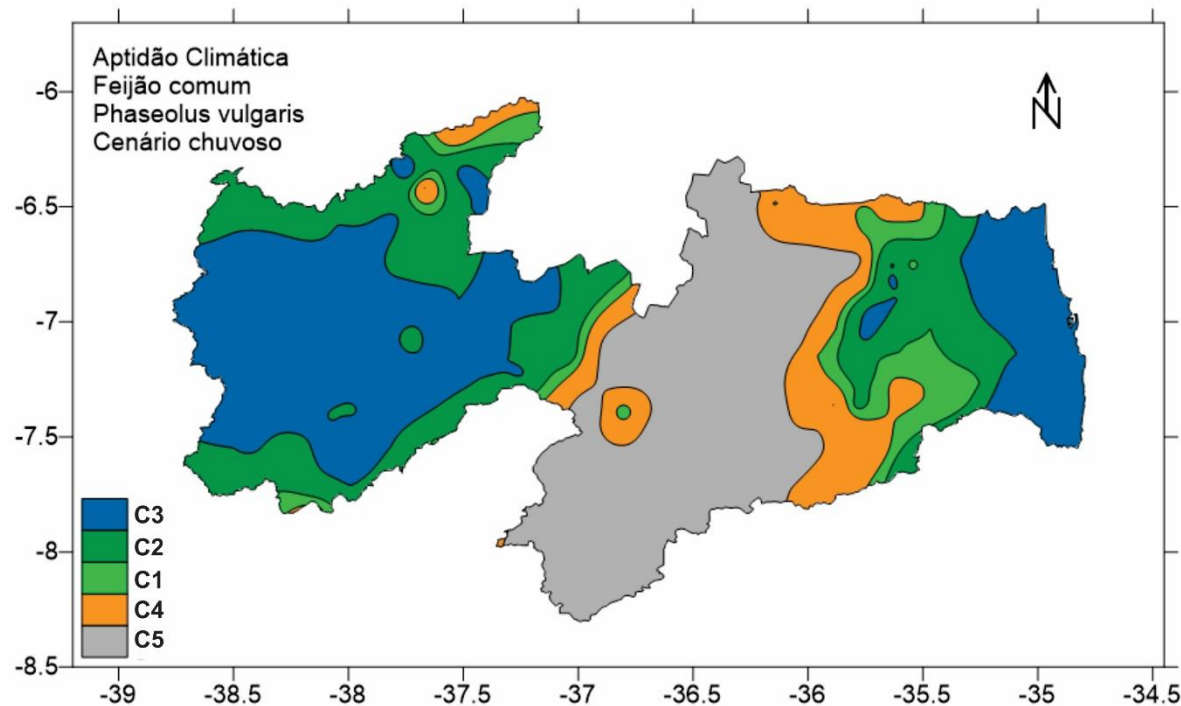 Aptidão Climática
Feijão comum
Phaseolus vulgaris
Cenário chuvoso
N
-6
-6.5
-7
-7.5
-8
-8.5
C3
C2
C1
C4
C5
-39
-38.5
-38
-37.5
-37
-36.5
-36
-35.5
-35
-34.5